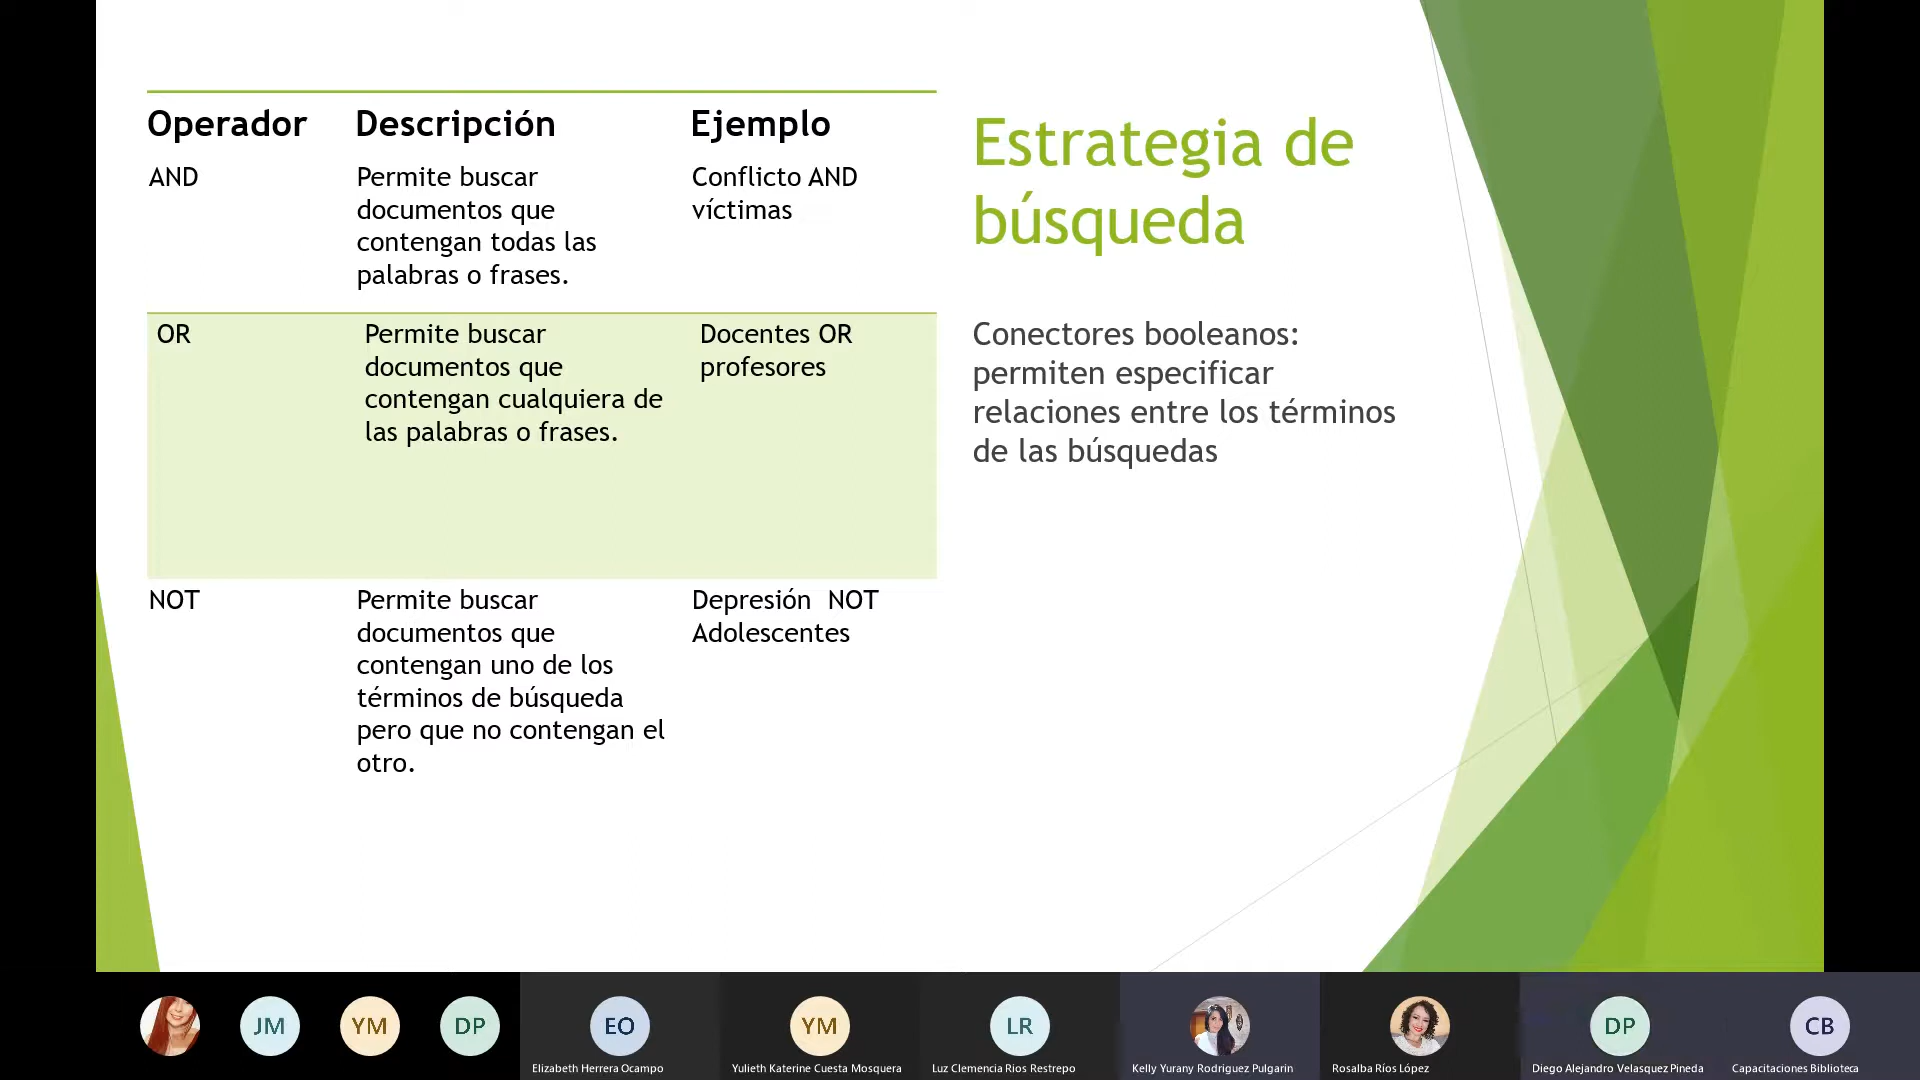 Operador Descripción Ejemplo
AND Permite buscar Conflicto AND
documentos que víctimas
contengan todas las
palabras o frases.
OR Permite buscar Docentes OR
documentos que profesores
contengan cualquiera de
las palabras o frases.
NOT Permite buscar Depresión NOT
documentos que Adolescentes
contengan uno de los
términos de búsqueda
pero que no contengan el
otro.
Estrategia de
búsqueda
Conectores booleanos:
permiten especificar
relaciones entre los términos
de las búsquedas
JM YM DP EO YM LR DP CB
Elizabeth Herrera Ocampo Yulieth Katerine Cuesta Mosquera Luz Clemencia Rios Restrepo Kelly Yurany Rodriguez Pulgarin Rosalba Ríos López Diego Alejandro Velasquez Pineda Capacitaciones Biblioteca